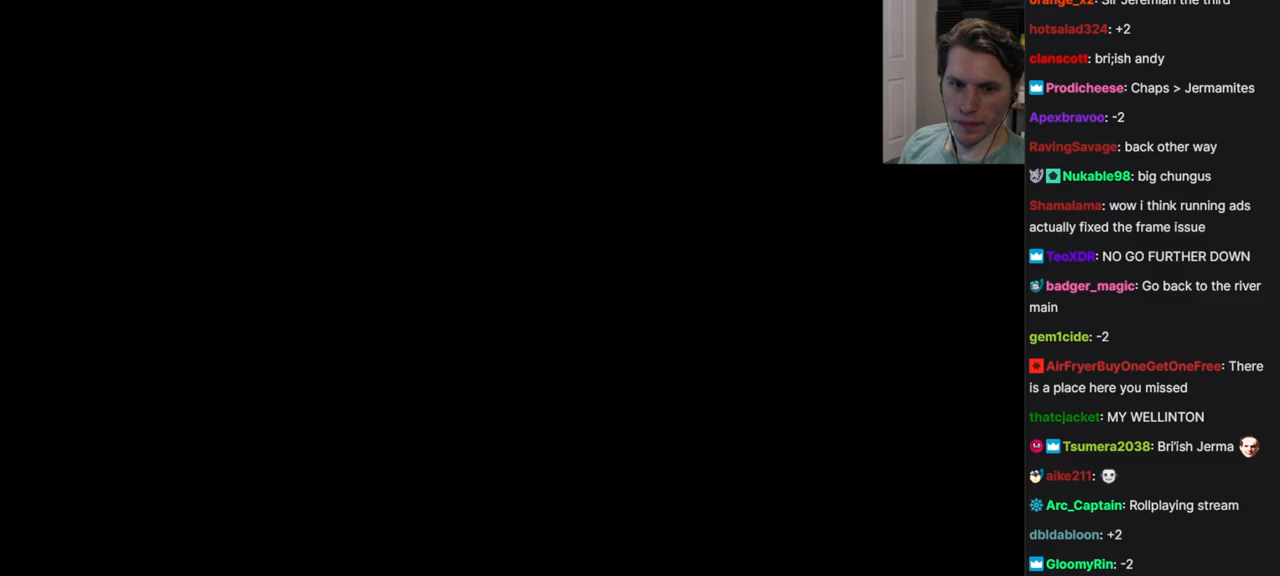 orange_x2: Sir Jeremiah the third
hotsalad324: +2
clanscott: bri;ish andy
Prodicheese: Chaps > Jermamites
Apexbravoo: -2
RavingSavage: back other way
Nukable98: big chungus
Shamalama: wow i think running ads
actually fixed the frame issue
TeoXDR: NO GO FURTHER DOWN
badger_magic: Go back to the river
main
gem1cide: -2
AirFryerBuyOneGetOneFree: There
is a place here you missed
thatcjacket: MY WELLINTON
Tsumera2038: Bri'ish Jerma
aike211:
Arc_Captain: Rollplaying stream
dbldabloon: +2
GloomyRin: -2